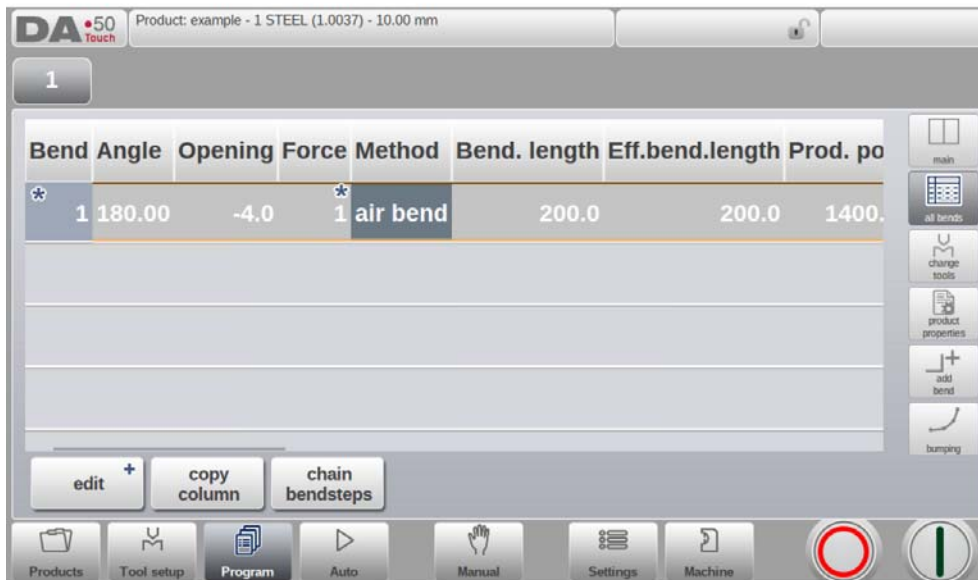 DA •50 Touch
Product: example - 1 STEEL (1.0037) - 10.00 mm
1
Bend Angle Opening Force Method Bend. length Eff.bend.length Prod. po
* 1 180.00 -4.0 * 1 air bend 200.0 200.0 1400.
main
all bends
change
tools
product
properties
add
bend
bumping
edit +
copy
column
chain
bendsteps
Products Tool setup Program Auto Manual Settings Machine